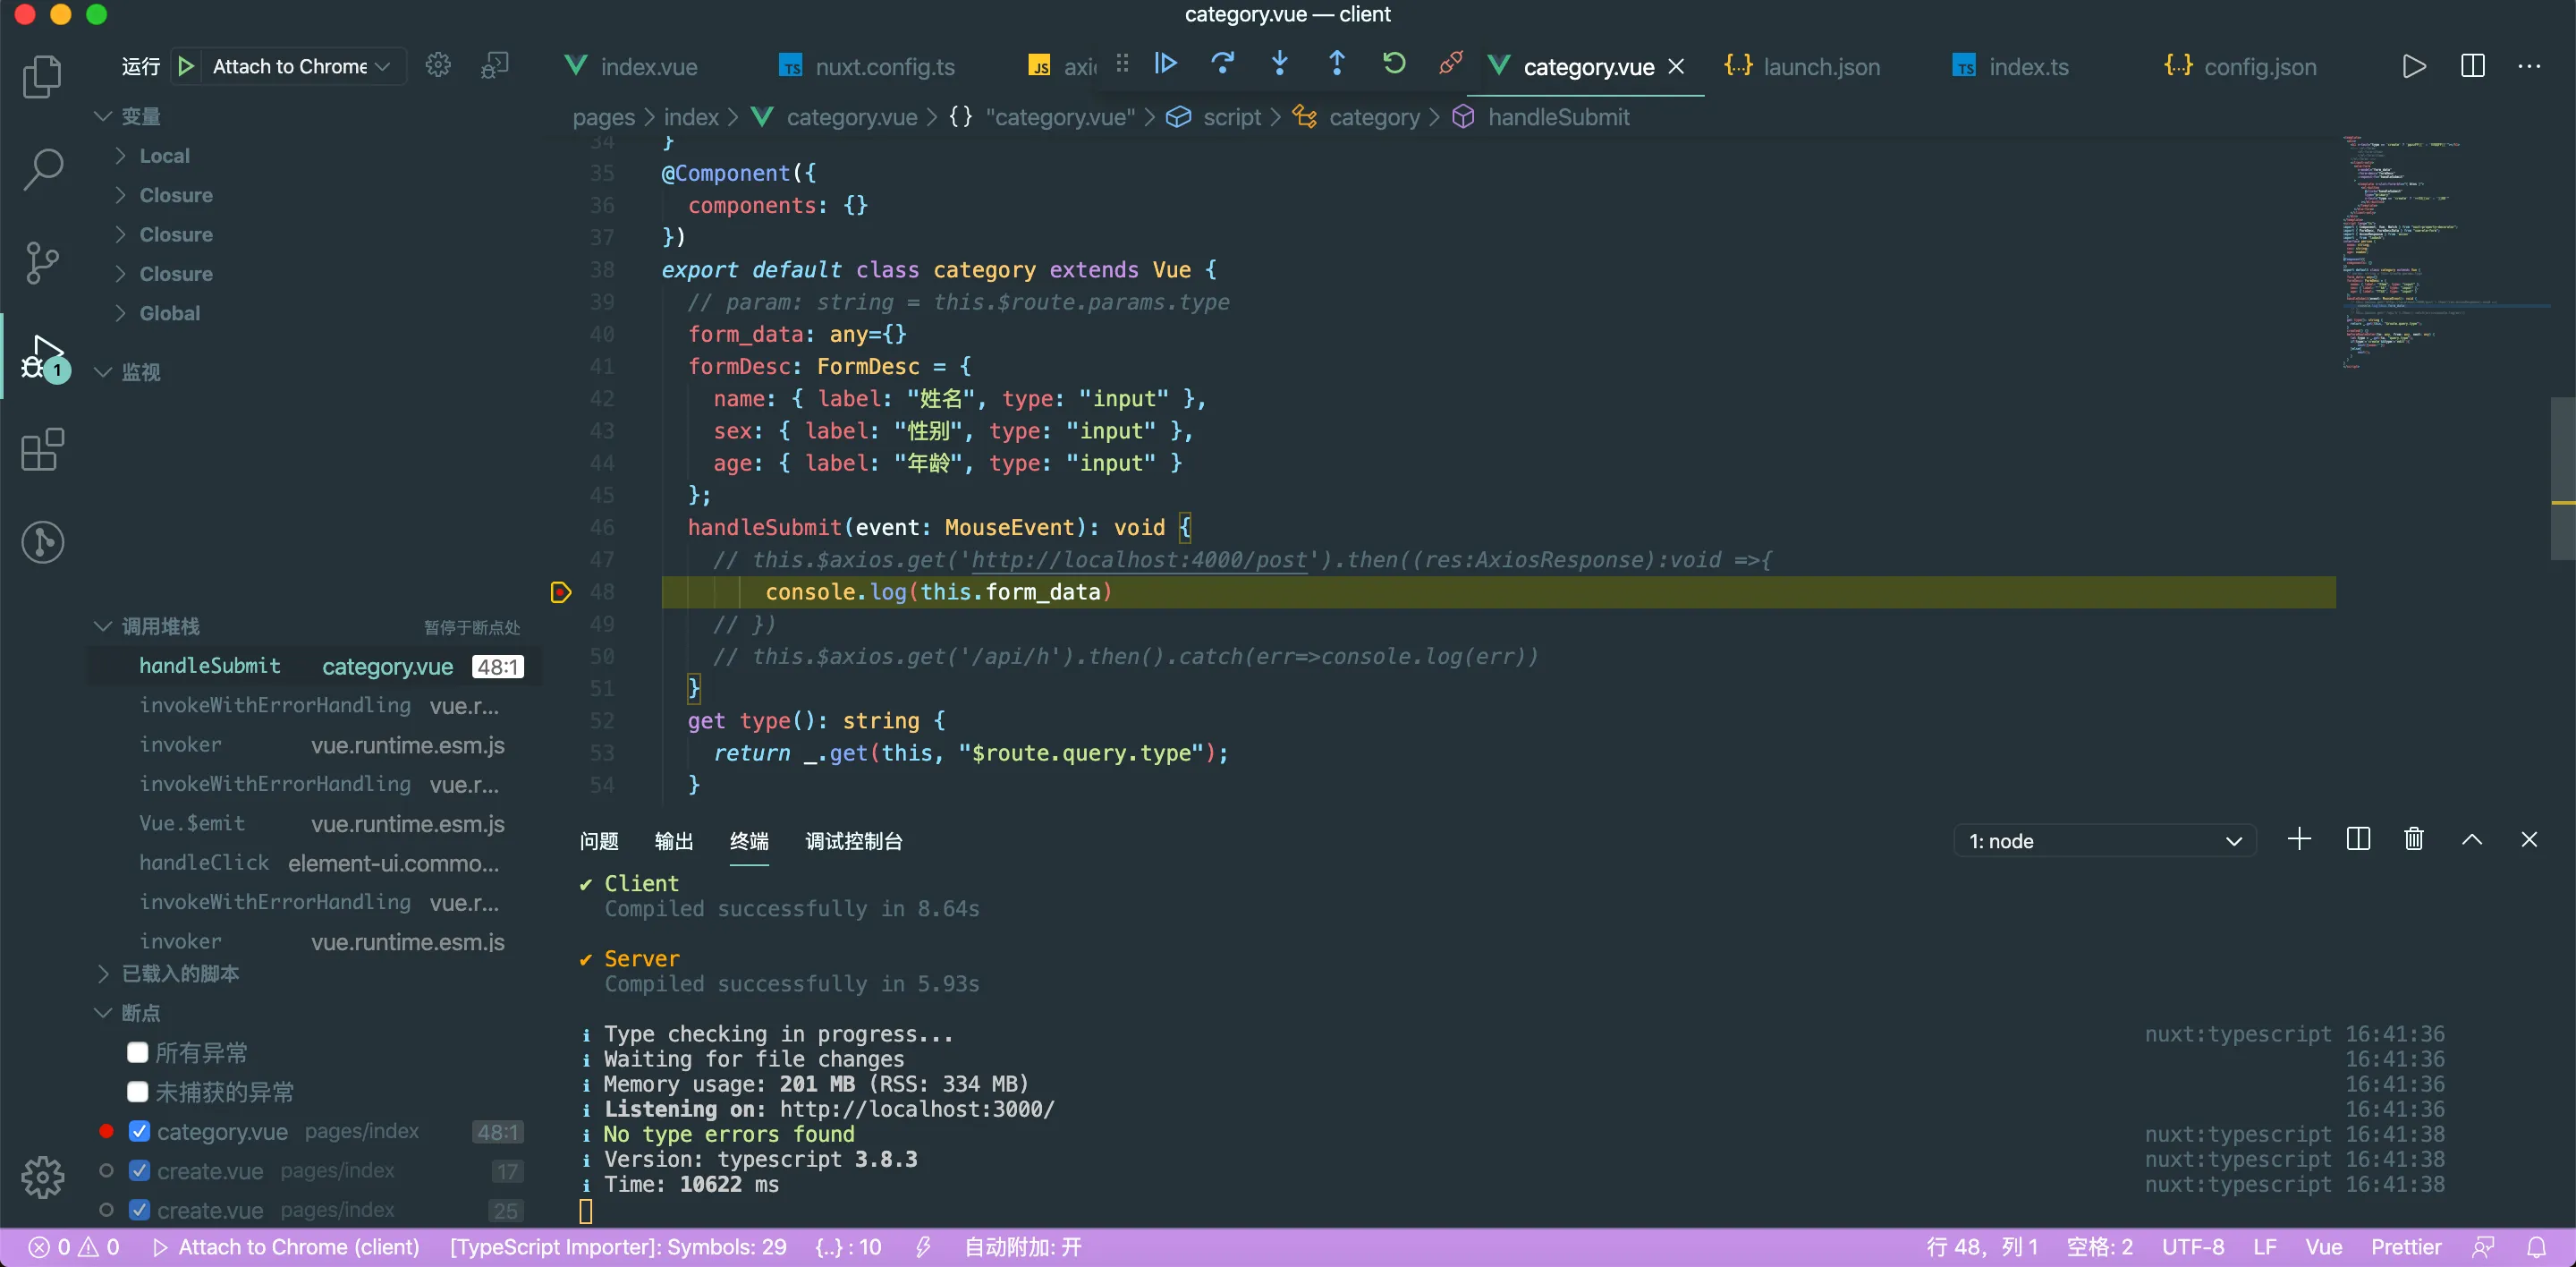 category.vue — client
运行 Attach to Chrome
index.vue nuxt.config.ts axi category.vue launch.json index.ts config.json
pages > index > category.vue > {} "category.vue" > script > category > handleSubmit
变量
Local
Closure
Closure
Closure
Global
监视
调用堆栈 暂停于断点处
handleSubmit category.vue 48:1
invokeWithErrorHandling vue.r...
invoker vue.runtime.esm.js
invokeWithErrorHandling vue.r...
Vue.$emit vue.runtime.esm.js
handleClick element-ui.commo...
invokeWithErrorHandling vue.r...
invoker vue.runtime.esm.js
已载入的脚本
断点
所有异常
未捕获的异常
category.vue pages/index 48:1
create.vue pages/index 17
create.vue pages/index 25
34 }
35 @Component({
36 components: {}
37 })
38 export default class category extends Vue {
39 // param: string = this.$route.params.type
40 form_data: any={}
41 formDesc: FormDesc = {
42 name: { label: "姓名", type: "input" },
43 sex: { label: "性别", type: "input" },
44 age: { label: "年龄", type: "input" }
45 };
46 handleSubmit(event: MouseEvent): void {
47 // this.$axios.get('http://localhost:4000/post').then((res:AxiosResponse):void =>{
48 console.log(this.form_data)
49 // })
50 // this.$axios.get('/api/h').then().catch(err=>console.log(err))
51 }
52 get type(): string {
53 return _.get(this, "$route.query.type");
54 }
问题 输出 终端 调试控制台 1: node
✔ Client
Compiled successfully in 8.64s
✔ Server
Compiled successfully in 5.93s
i Type checking in progress... nuxt:typescript 16:41:36
i Waiting for file changes 16:41:36
i Memory usage: 201 MB (RSS: 334 MB) 16:41:36
i Listening on: http://localhost:3000/ 16:41:36
i No type errors found nuxt:typescript 16:41:38
i Version: typescript 3.8.3 nuxt:typescript 16:41:38
i Time: 10622 ms nuxt:typescript 16:41:38
0 0 Attach to Chrome (client) [TypeScript Importer]: Symbols: 29 {..} : 10 自动附加: 开 行 48，列 1 空格: 2 UTF-8 LF Vue Prettier